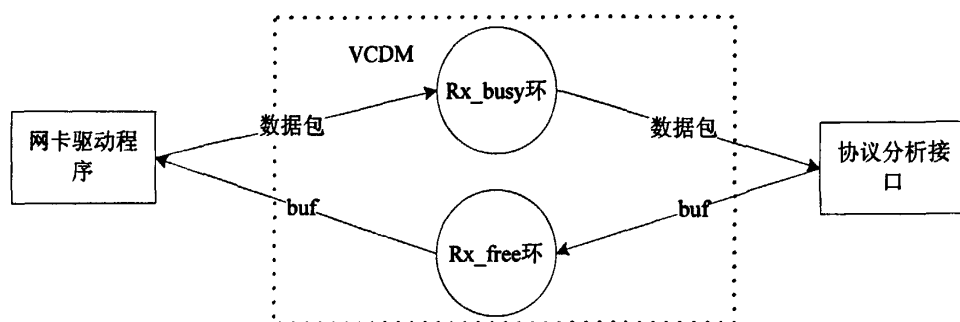 VCDM
Rx_busy环
数据包
数据包
网卡驱动程
序
协议分析接
口
buf
buf
Rx_free环